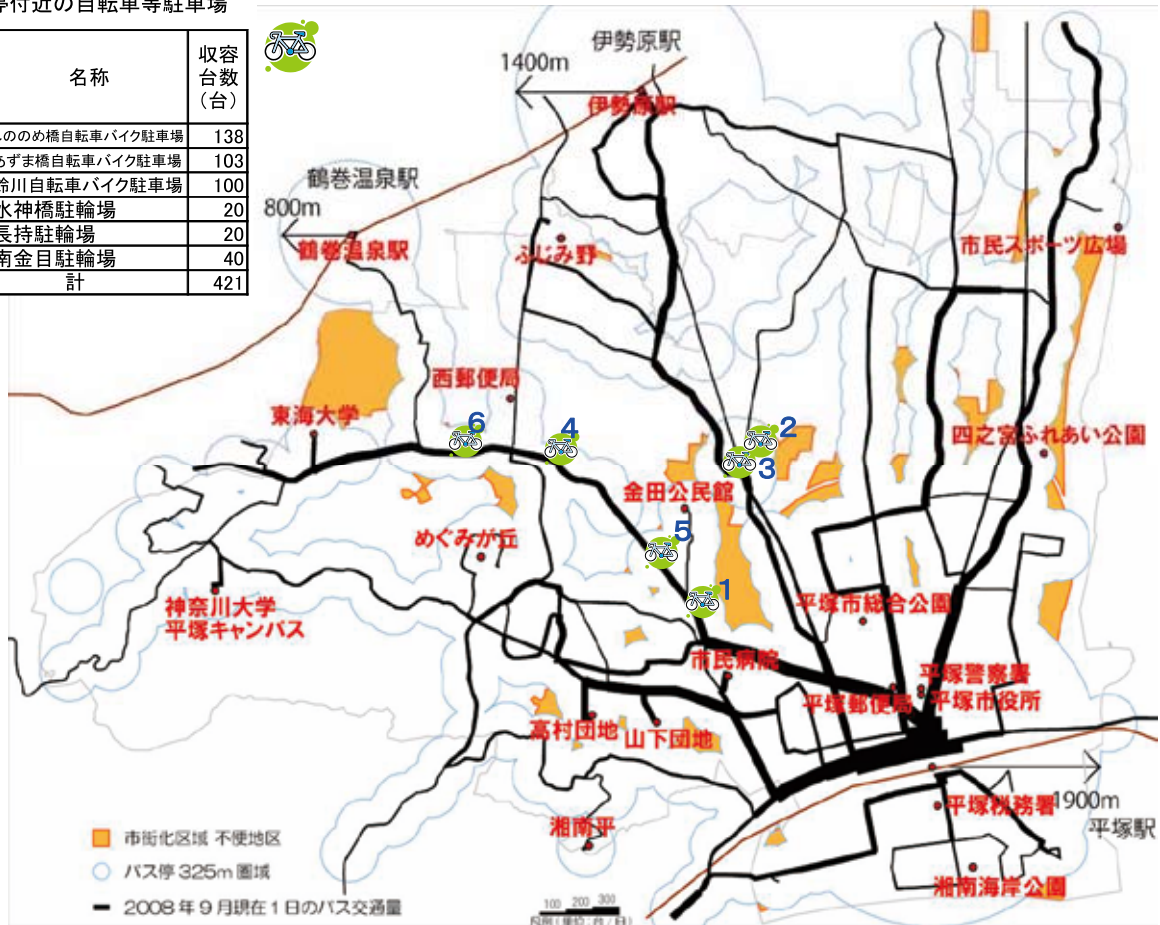 停付近の自転車等駐車場
名称
収容
台数
(台)
ののめ橋自転車バイク駐車場 138
あずま橋自転車バイク駐車場 103
鈴川自転車バイク駐車場 100
水神橋駐輪場 20
長持駐輪場 20
南金目駐輪場 40
計 421
伊勢原駅
1400m
伊勢原駅
鶴巻温泉駅
800m
鶴巻温泉駅
ふじみ野
市民スポーツ広場
西郵便局
東海大学
6
4
2
3
四之宮ふれあい公園
金田公民館
5
めぐみが丘
1
神奈川大学
平塚キャンパス
平塚市総合公園
市民病院
平塚警察署
平塚郵便局
平塚市役所
高村団地
山下団地
平塚税務署
1900m
平塚駅
湘南平
湘南海岸公園
市街化区域 不便地区
バス停325m圏域
2008年9月現在1日のバス交通量
100 200 300